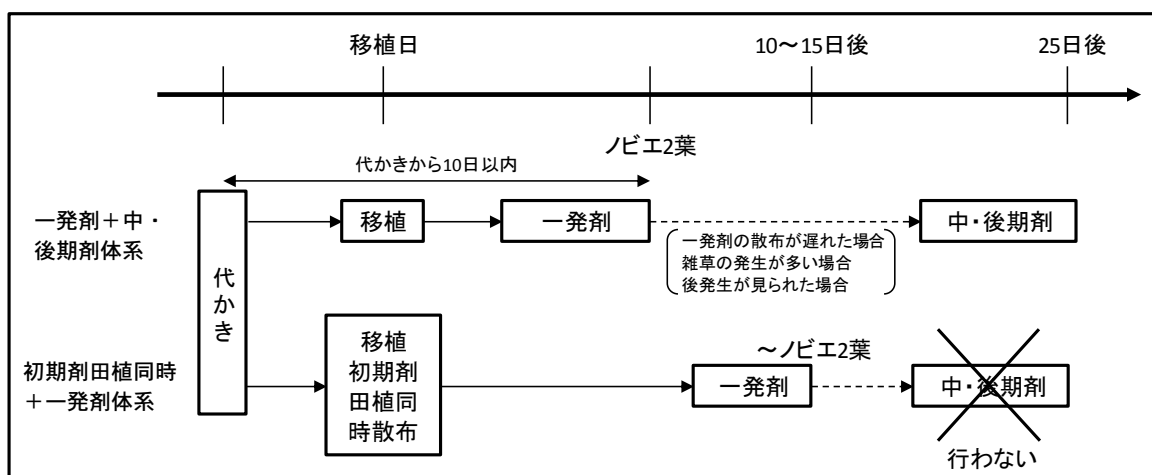 移植日
10～15日後
25日後
ノビエ2葉
代かきから10日以内
一発剤＋中・
後期剤体系
代かき
移植
一発剤
中・後期剤
一発剤の散布が遅れた場合
雑草の発生が多い場合
後発生が見られた場合
初期剤田植同時
＋一発剤体系
移植
初期剤
田植同
時散布
～ノビエ2葉
一発剤
中・後期剤
行わない